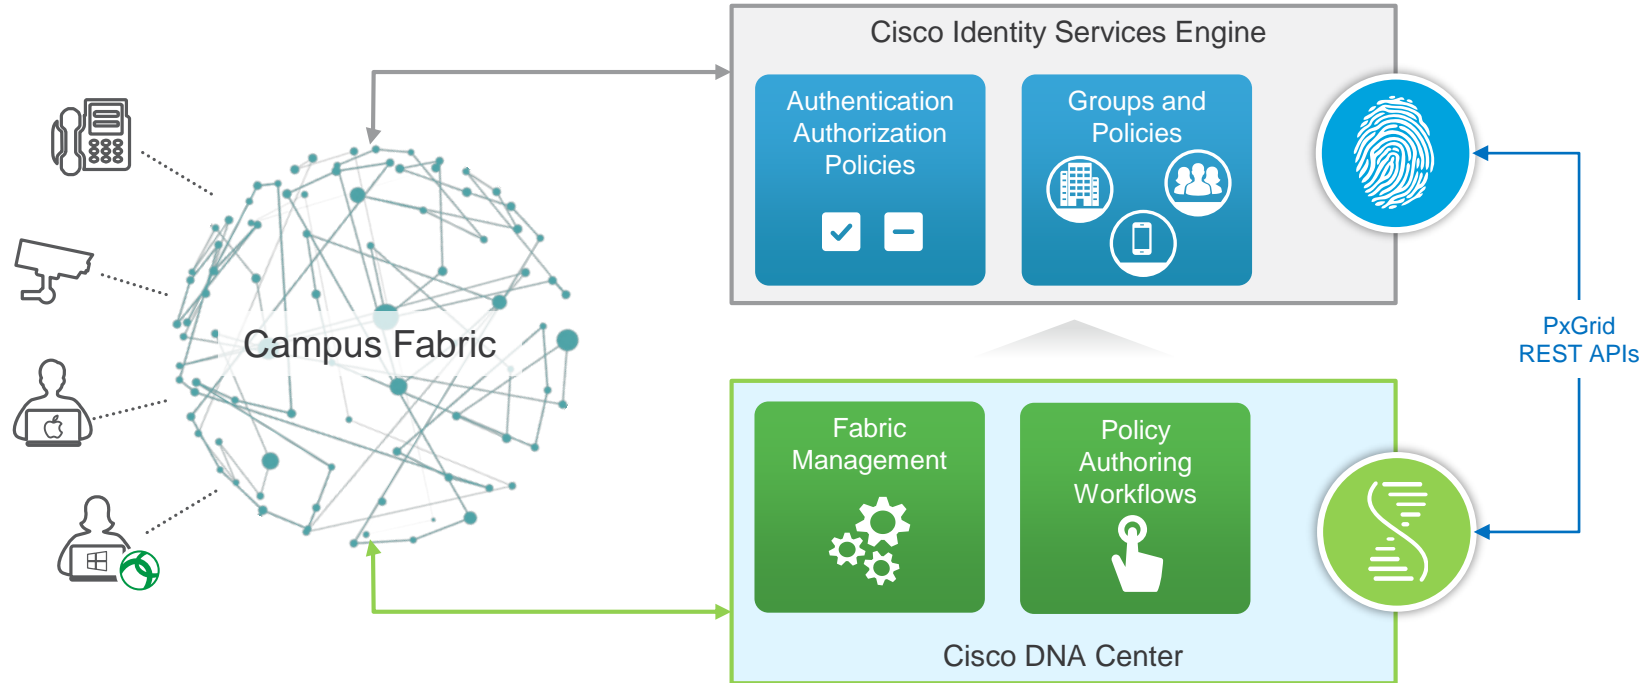 Cisco Identity Services Engine
Authentication
Authorization
Policies
Groups and
Policies
Campus Fabric
PxGrid
REST APIs
Fabric
Management
Policy
Authoring
Workflows
Cisco DNA Center